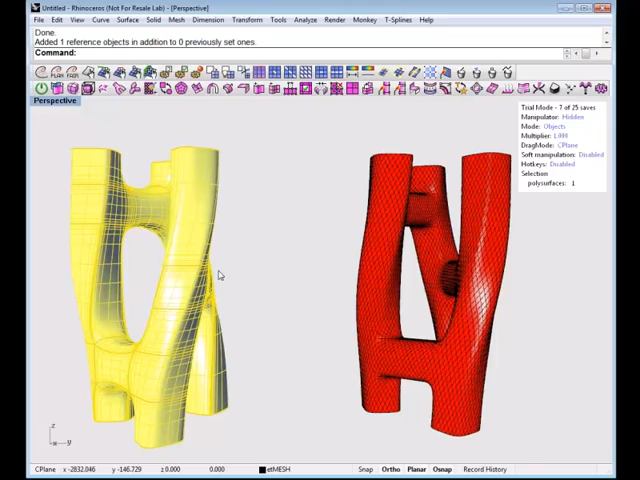 Untitled - Rhinoceros (Not For Resale Lab) - [Perspective]
File Edit View Curve Surface Solid Mesh Dimension Transform Tools Analyze Render Monkey T-Splines Help
Done.
Added 1 reference objects in addition to 0 previously set ones.
Command:
Perspective
Trial Mode - 7 of 25 saves
Manipulator: Hidden
Mode: Objects
Multiplier: 1.000
DragMode: CPlane
Soft manipulation: Disabled
Hotkeys: Disabled
Selection
polysurfaces: 1
z
y
CPlane x -2832.046 y -146.729 z 0.000 0.000 etMESH Snap Ortho Planar Osnap Record History